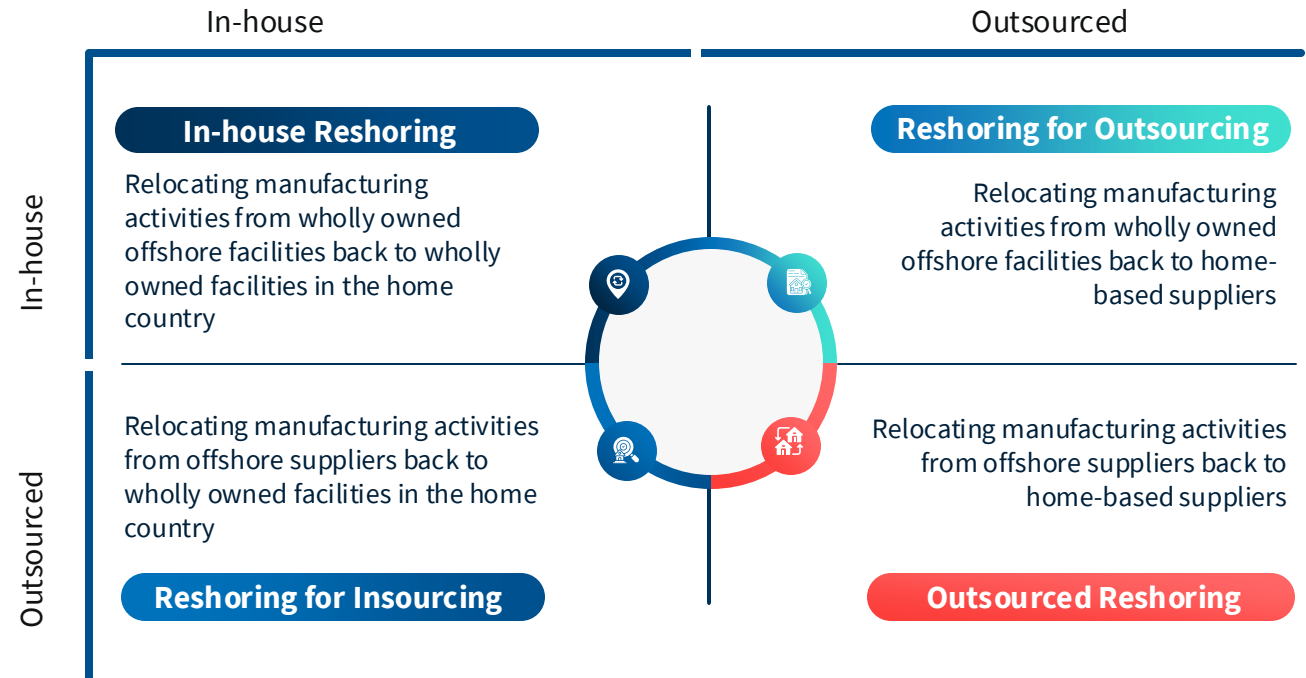 In-house
Outsourced
In-house
In-house Reshoring
Relocating manufacturing
activities from wholly owned
offshore facilities back to wholly
owned facilities in the home
country
Reshoring for Outsourcing
Relocating manufacturing
activities from wholly owned
offshore facilities back to home-
based suppliers
Outsourced
Relocating manufacturing activities
from offshore suppliers back to
wholly owned facilities in the home
country
Reshoring for Insourcing
Relocating manufacturing activities
from offshore suppliers back to
home-based suppliers
Outsourced Reshoring